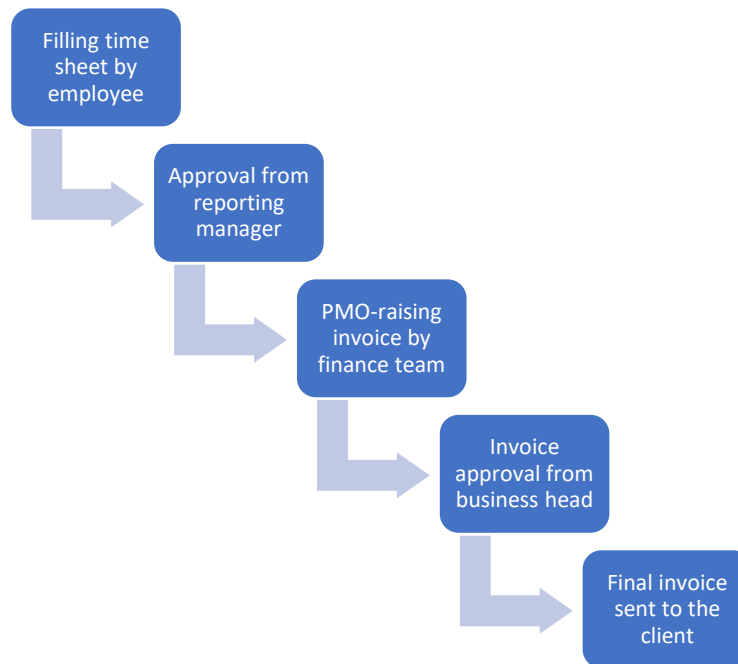 Filling time
sheet by
employee
Approval from
reporting
manager
PMO-raising
invoice by
finance team
Invoice
approval from
business head
Final invoice
sent to the
client